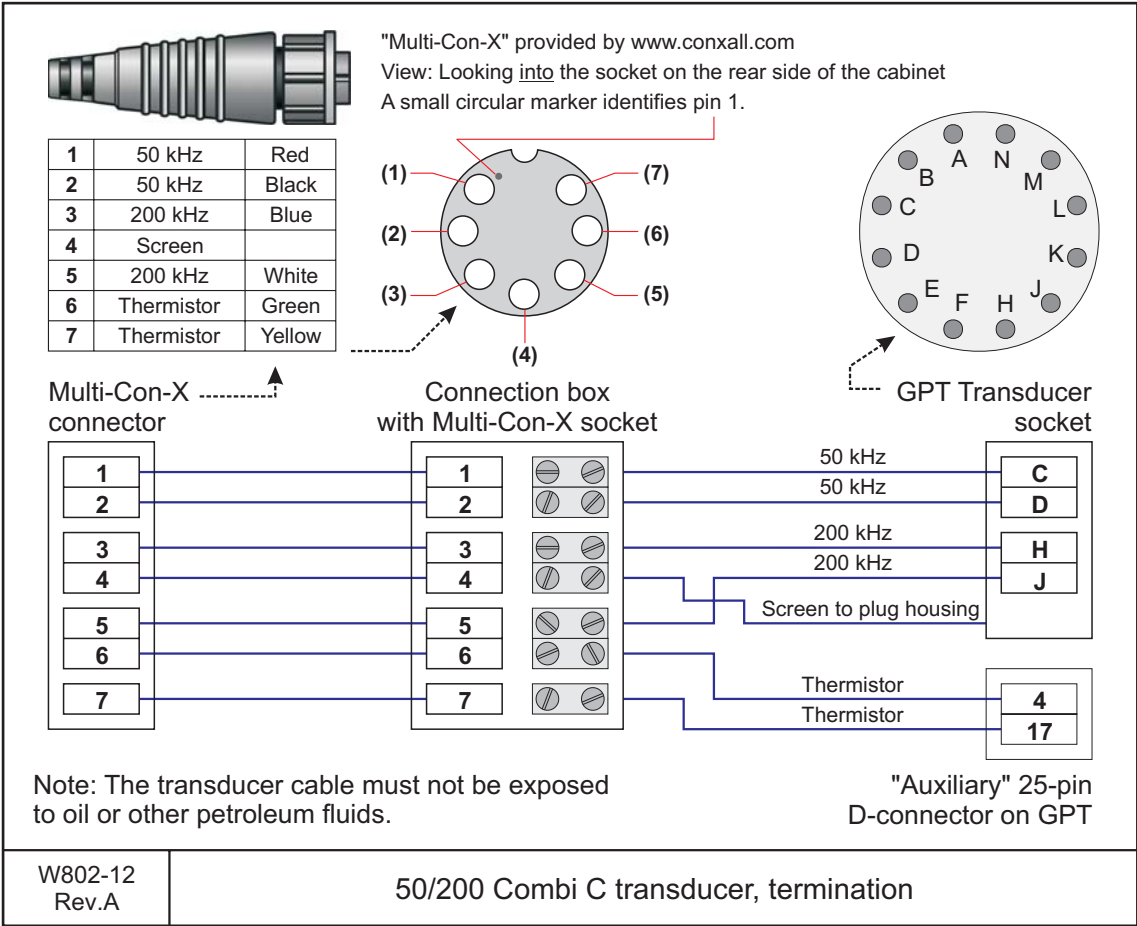 "Multi-Con-X" provided by www.conxall.com
View: Looking into the socket on the rear side of the cabinet
A small circular marker identifies pin 1.
1 50 kHz Red
2 50 kHz Black
3 200 kHz Blue
4 Screen
5 200 kHz White
6 Thermistor Green
7 Thermistor Yellow
(1)
(2)
(3)
(4)
(5)
(6)
(7)
A
B
C
D
E
F
H
J
K
L
M
N
Multi-Con-X
connector
Connection box
with Multi-Con-X socket
GPT Transducer
socket
1
2
3
4
5
6
7
1
2
3
4
5
6
7
50 kHz
50 kHz
200 kHz
200 kHz
Screen to plug housing
Thermistor
Thermistor
C
D
H
J
4
17
Note: The transducer cable must not be exposed
to oil or other petroleum fluids.
"Auxiliary" 25-pin
D-connector on GPT
W802-12
Rev.A
50/200 Combi C transducer, termination